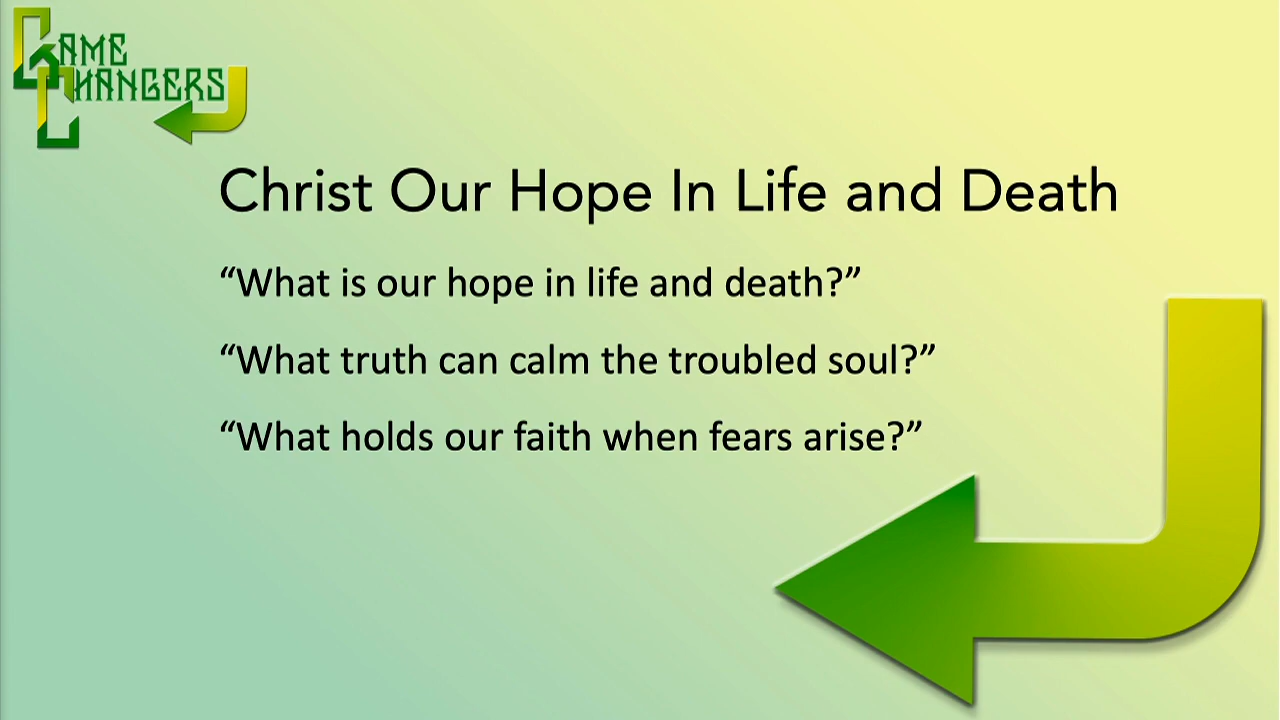 GAME
CHANGERS
Christ Our Hope In Life and Death
“What is our hope in life and death?”
“What truth can calm the troubled soul?”
“What holds our faith when fears arise?”